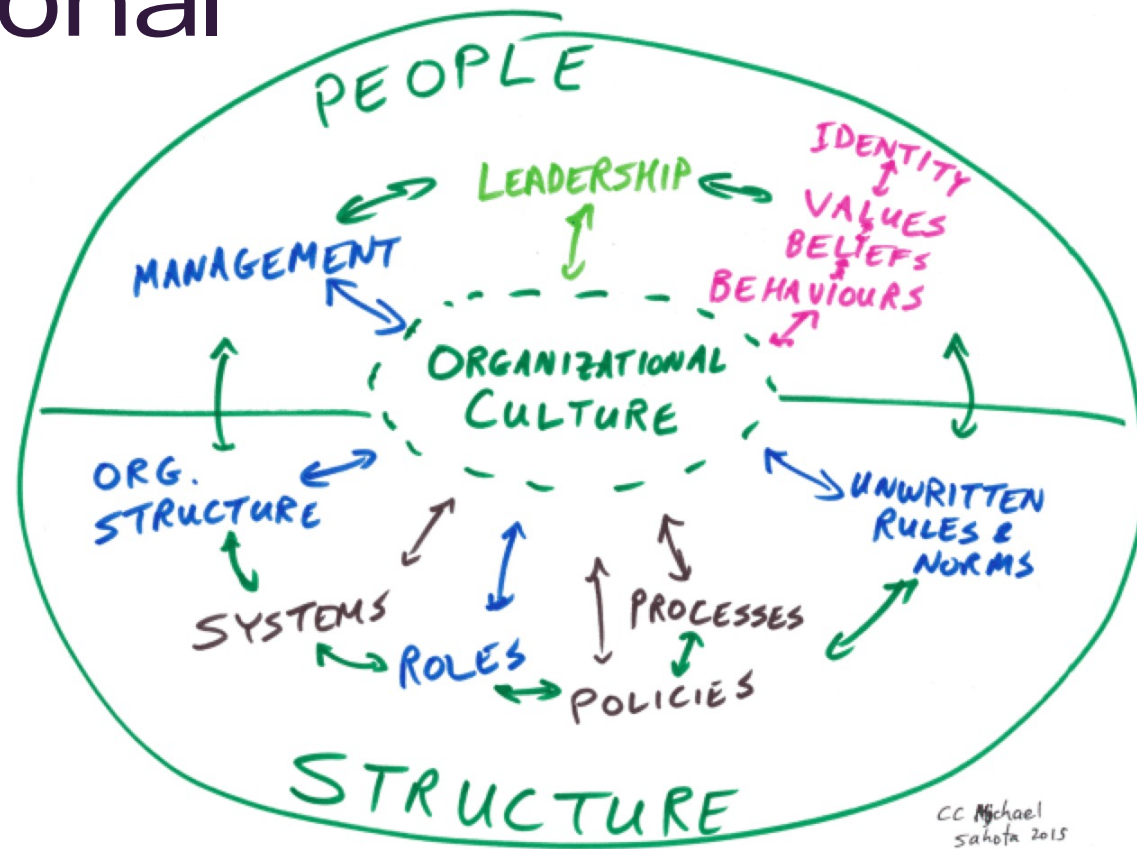 onal
PEOPLE
IDENTITY
LEADERSHIP
VALUES
BELIEFS
MANAGEMENT
BEHAVIOURS
ORGANIZATIONAL
CULTURE
ORG.
STRUCTURE
UNWRITTEN
RULES &
NORMS
SYSTEMS
PROCESSES
ROLES
POLICIES
STRUCTURE
CC Michael
Sahota 2015